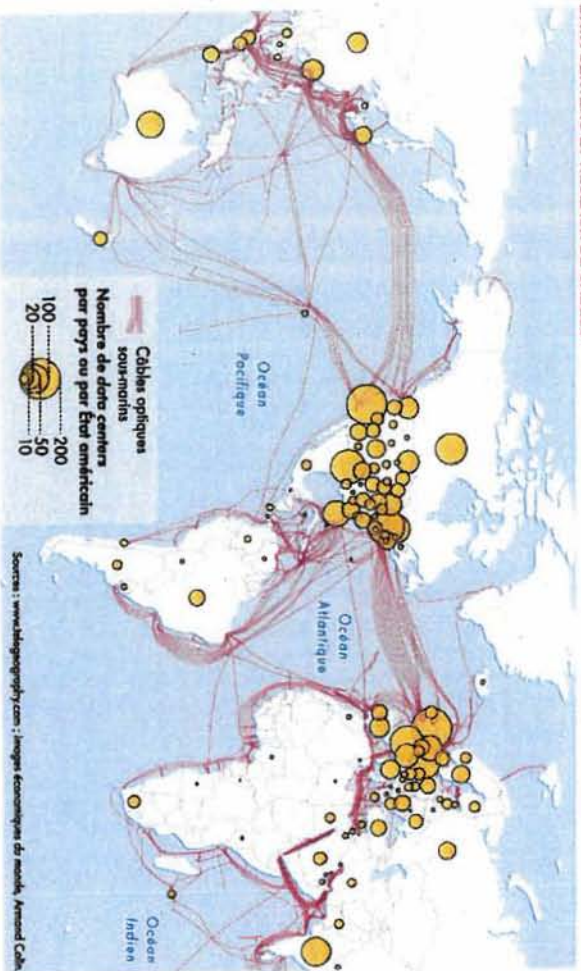 Océan
Pacifique
Océan
Atlantique
Océan
Indien
Câbles optiques
sous-marins
Nombre de data centers
par pays ou par État américain
200
100
50
20
10
Sources : www.telegeography.com ; Images économiques du monde, Armand Colin